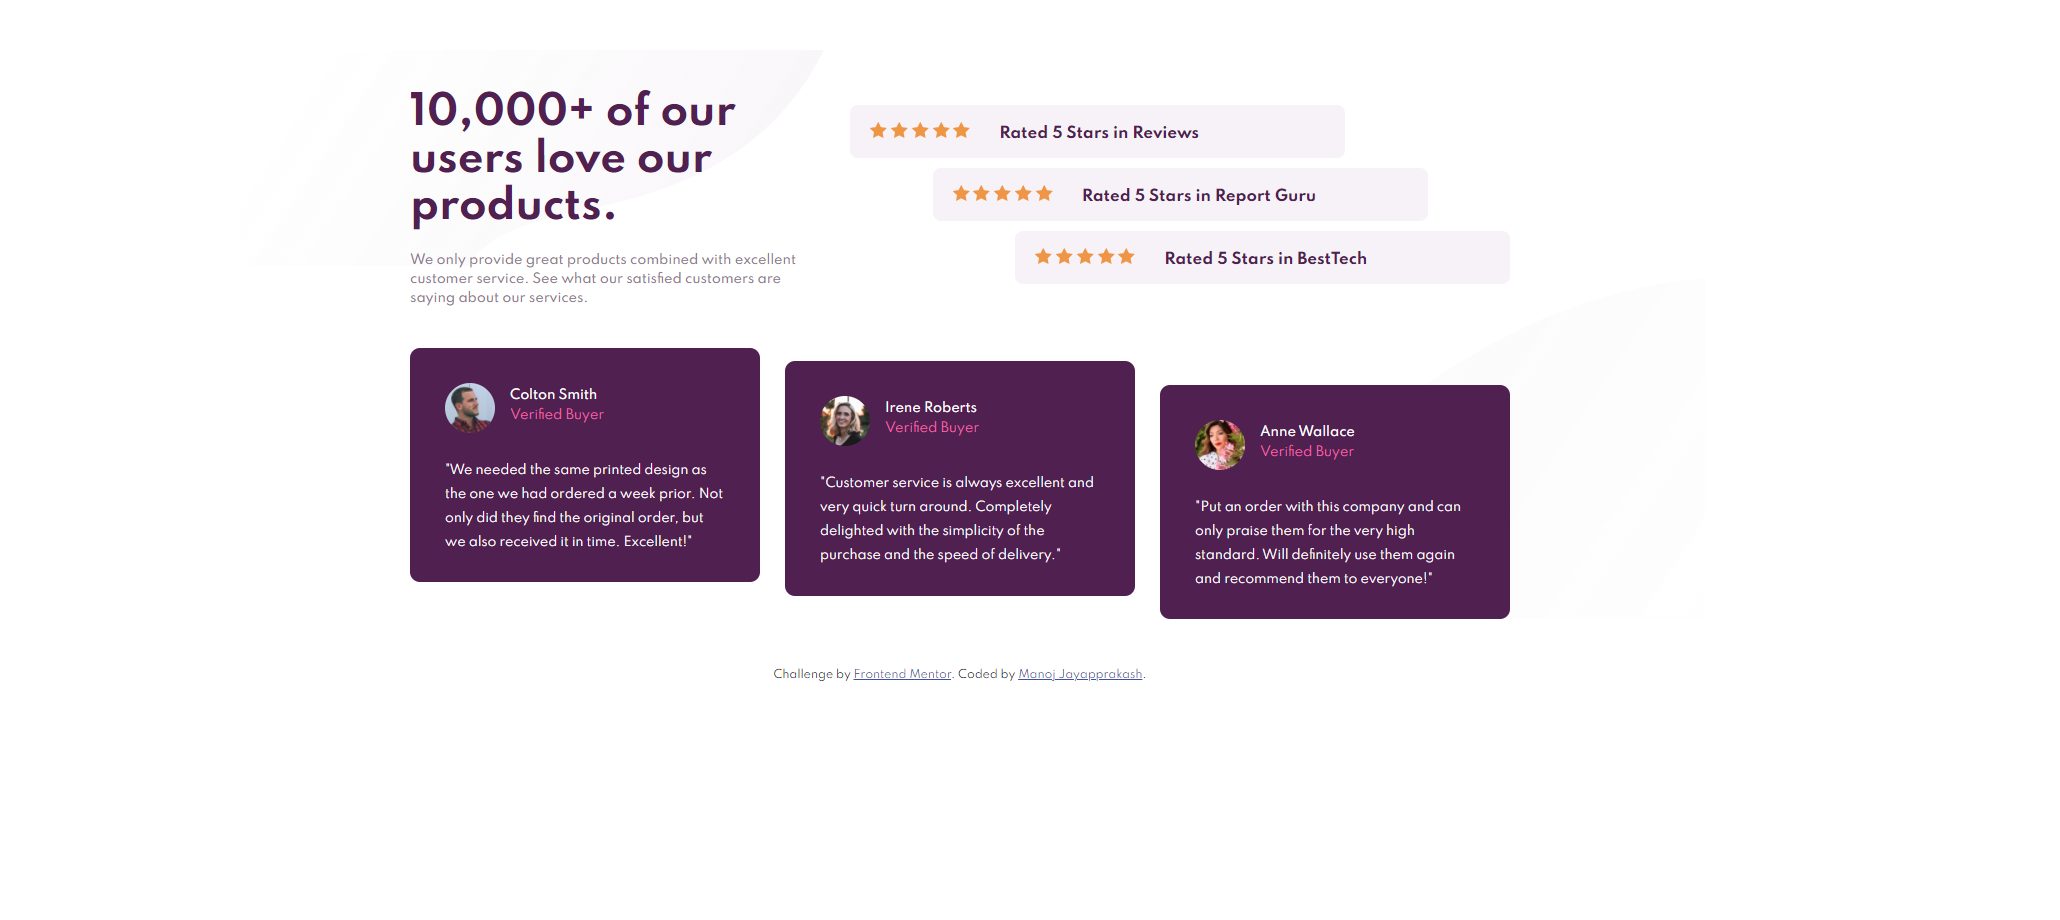 10,000+ of our
users love our
products.
We only provide great products combined with excellent
customer service. See what our satisfied customers are
saying about our services.
Rated 5 Stars in Reviews
Rated 5 Stars in Report Guru
Rated 5 Stars in BestTech
Colton Smith
Verified Buyer
"We needed the same printed design as
the one we had ordered a week prior. Not
only did they find the original order, but
we also received it in time. Excellent!"
Irene Roberts
Verified Buyer
"Customer service is always excellent and
very quick turn around. Completely
delighted with the simplicity of the
purchase and the speed of delivery."
Anne Wallace
Verified Buyer
"Put an order with this company and can
only praise them for the very high
standard. Will definitely use them again
and recommend them to everyone!"
Challenge by Frontend Mentor. Coded by Manoj Jayapprakash.